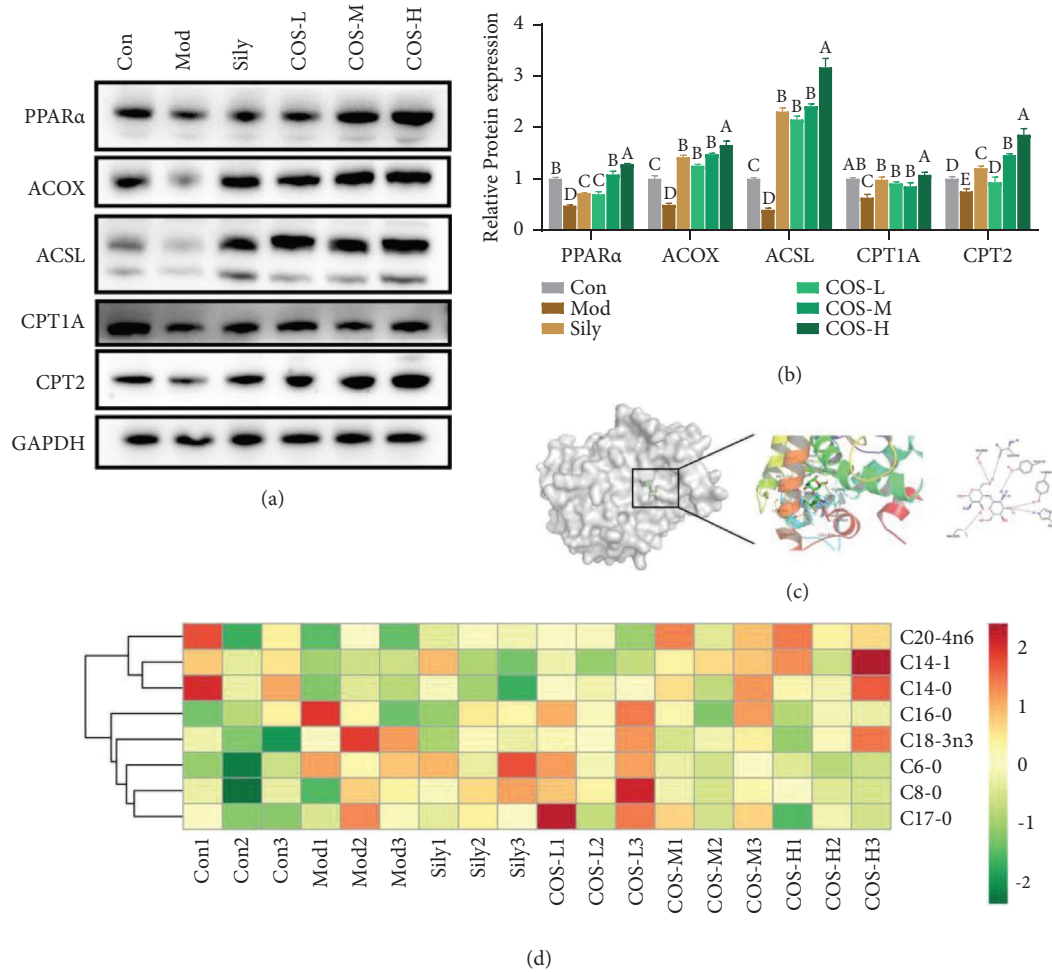 Con Mod Sily COS-L COS-M COS-H
PPARα
ACOX
ACSL
CPT1A
CPT2
GAPDH
(a)
Relative Protein expression
4
3
2
1
0
B D C C B A
C D B B B A
C D B B B A
AB C B B B A
D E C D B A
PPARα ACOX ACSL CPT1A CPT2
Con
Mod
Sily
COS-L
COS-M
COS-H
(b)
(c)
C20-4n6
C14-1
C14-0
C16-0
C18-3n3
C6-0
C8-0
C17-0
2
1
0
-1
-2
Con1 Con2 Con3 Mod1 Mod2 Mod3 Sily1 Sily2 Sily3 COS-L1 COS-L2 COS-L3 COS-M1 COS-M2 COS-M3 COS-H1 COS-H2 COS-H3
(d)